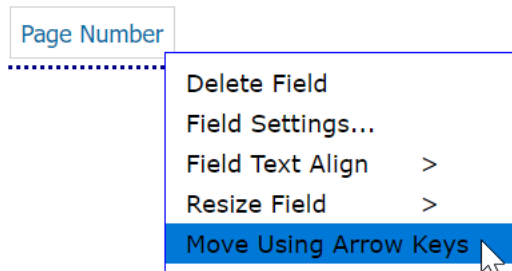 Page Number
Delete Field
Field Settings...
Field Text Align >
Resize Field >
Move Using Arrow Keys